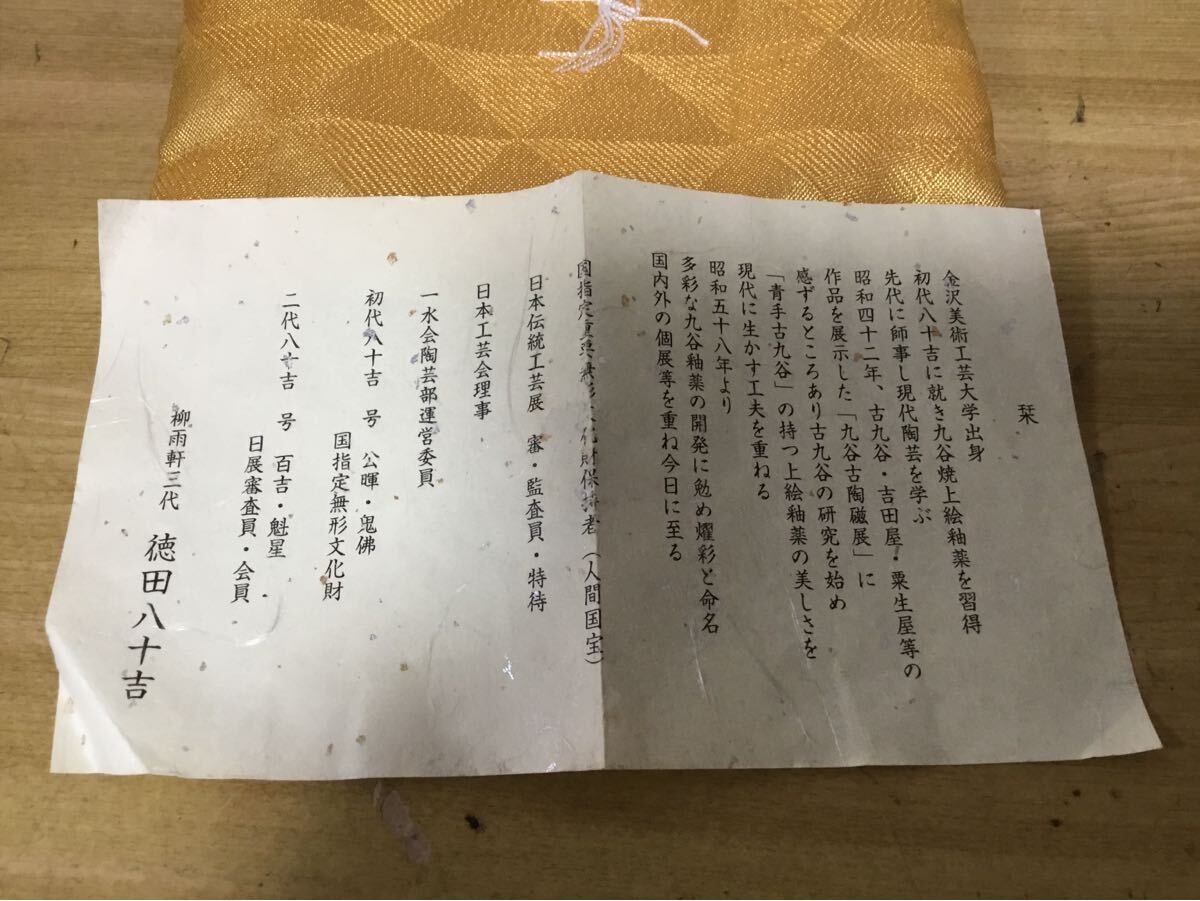 栞
金沢美術工芸大学出身
初代八十吉に就き九谷焼上絵釉薬を習得
先代に師事し現代陶芸を学ぶ
昭和四十二年、古九谷・吉田屋・粟生屋等の
作品を展示した「九谷古陶磁展」に
感ずるところあり古九谷の研究を始め
「青手古九谷」の持つ上絵釉薬の美しさを
現代に生かす工夫を重ねる
昭和五十八年より
多彩な九谷釉薬の開発に勉め燿彩と命名
国内外の個展等を重ね今日に至る
国指定重要無形文化財保持者（人間国宝）
日本伝統工芸展　審・監査員・特待
日本工芸会理事
一水会陶芸部運営委員
初代八十吉　号　公暉・鬼佛
国指定無形文化財
二代八十吉　号　百吉・魁星
日展審査員・会員
柳雨軒三代　徳田八十吉